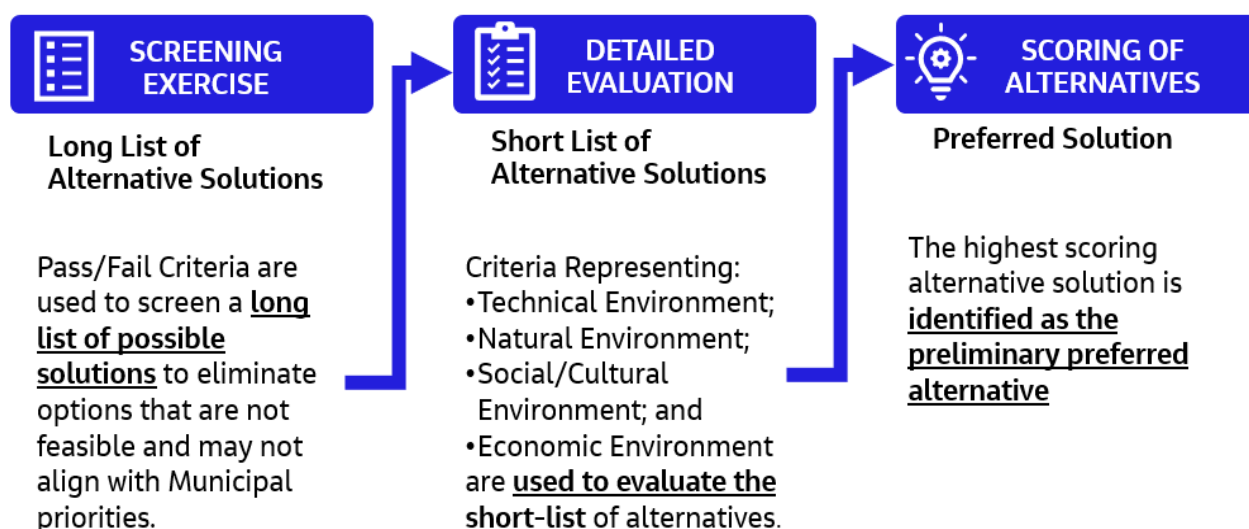 SCREENING
EXERCISE
Long List of
Alternative Solutions
Pass/Fail Criteria are
used to screen a long
list of possible
solutions to eliminate
options that are not
feasible and may not
align with Municipal
priorities.
DETAILED
EVALUATION
Short List of
Alternative Solutions
Criteria Representing:
•Technical Environment;
•Natural Environment;
•Social/Cultural
Environment; and
•Economic Environment
are used to evaluate the
short-list of alternatives.
SCORING OF
ALTERNATIVES
Preferred Solution
The highest scoring
alternative solution is
identified as the
preliminary preferred
alternative